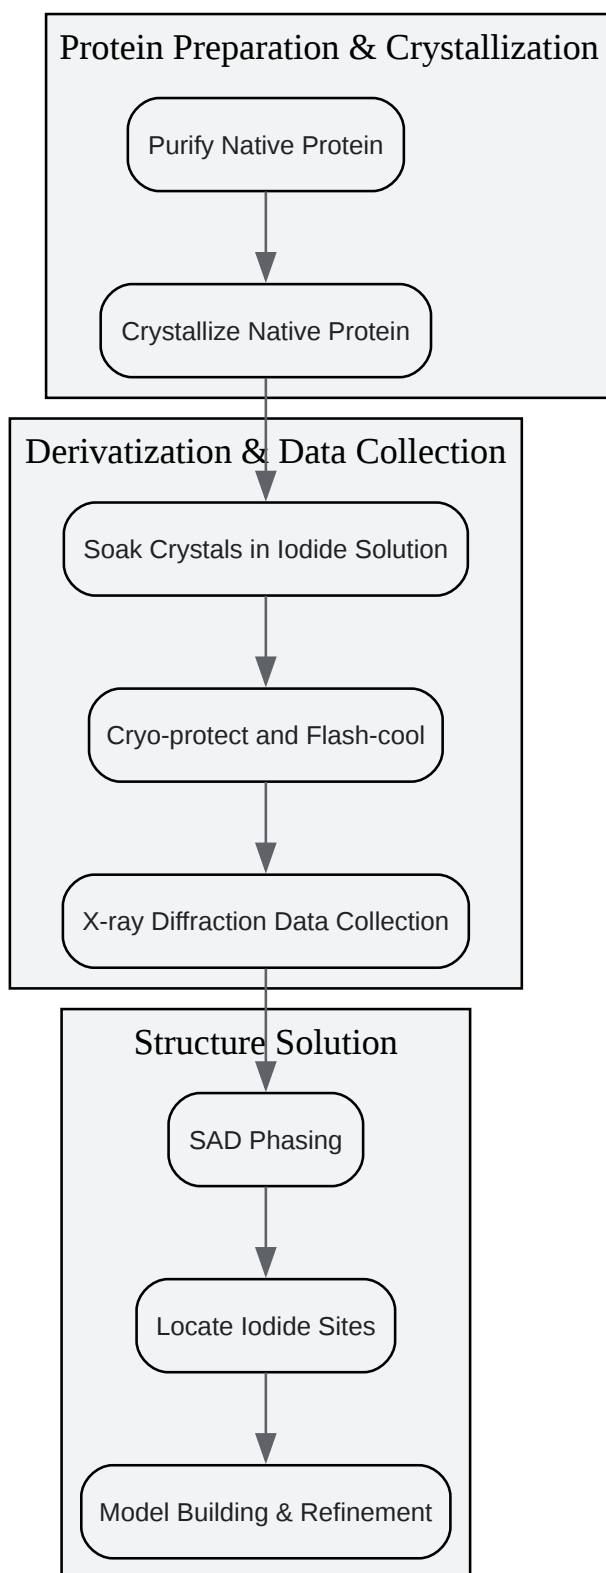 Protein Preparation & Crystallization
Purify Native Protein
Crystallize Native Protein
Derivatization & Data Collection
Soak Crystals in Iodide Solution
Cryo-protect and Flash-cool
X-ray Diffraction Data Collection
Structure Solution
SAD Phasing
Locate Iodide Sites
Model Building & Refinement